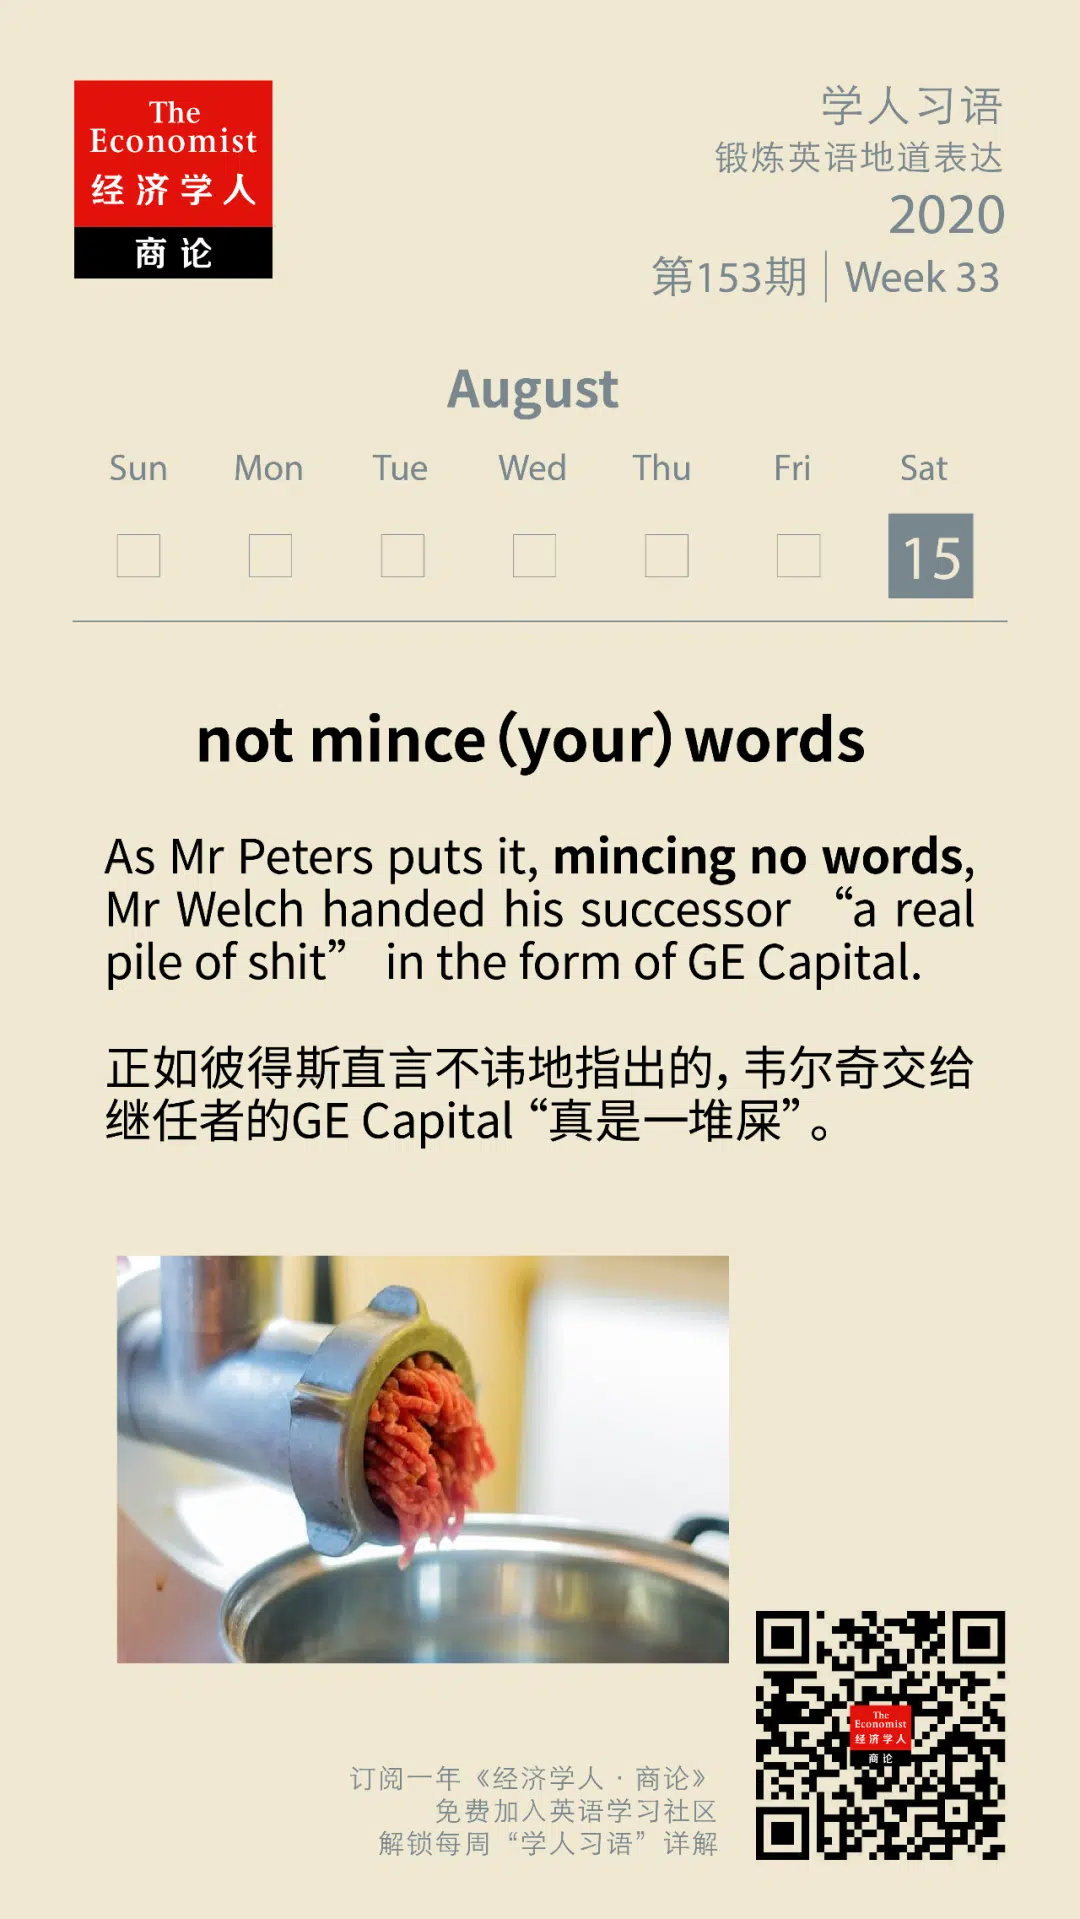 The
Economist
经济学人
商论
学人习语
锻炼英语地道表达
2020
第153期 | Week 33
August
Sun Mon Tue Wed Thu Fri Sat
15
not mince (your) words
As Mr Peters puts it, mincing no words,
Mr Welch handed his successor “a real
pile of shit” in the form of GE Capital.
正如彼得斯直言不讳地指出的，韦尔奇交给
继任者的GE Capital“真是一堆屎”。
The
Economist
经济学人
商论
订阅一年《经济学人·商论》
免费加入英语学习社区
解锁每周“学人习语”详解